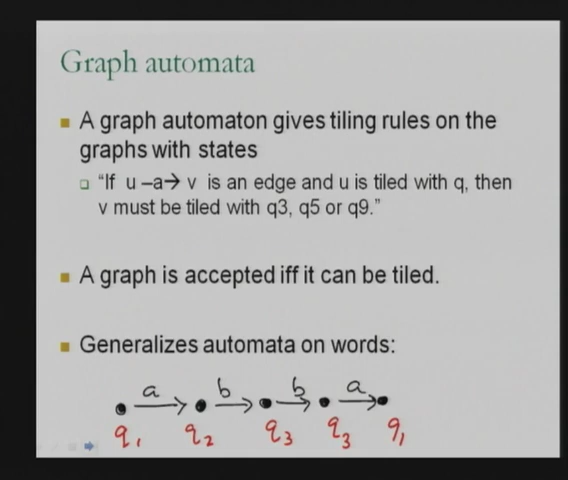 Graph automata
A graph automaton gives tiling rules on the
graphs with states
"If u –a→ v is an edge and u is tiled with q, then
v must be tiled with q3, q5 or q9."
A graph is accepted iff it can be tiled.
Generalizes automata on words:
a b b a
q1 q2 q3 q3 q1